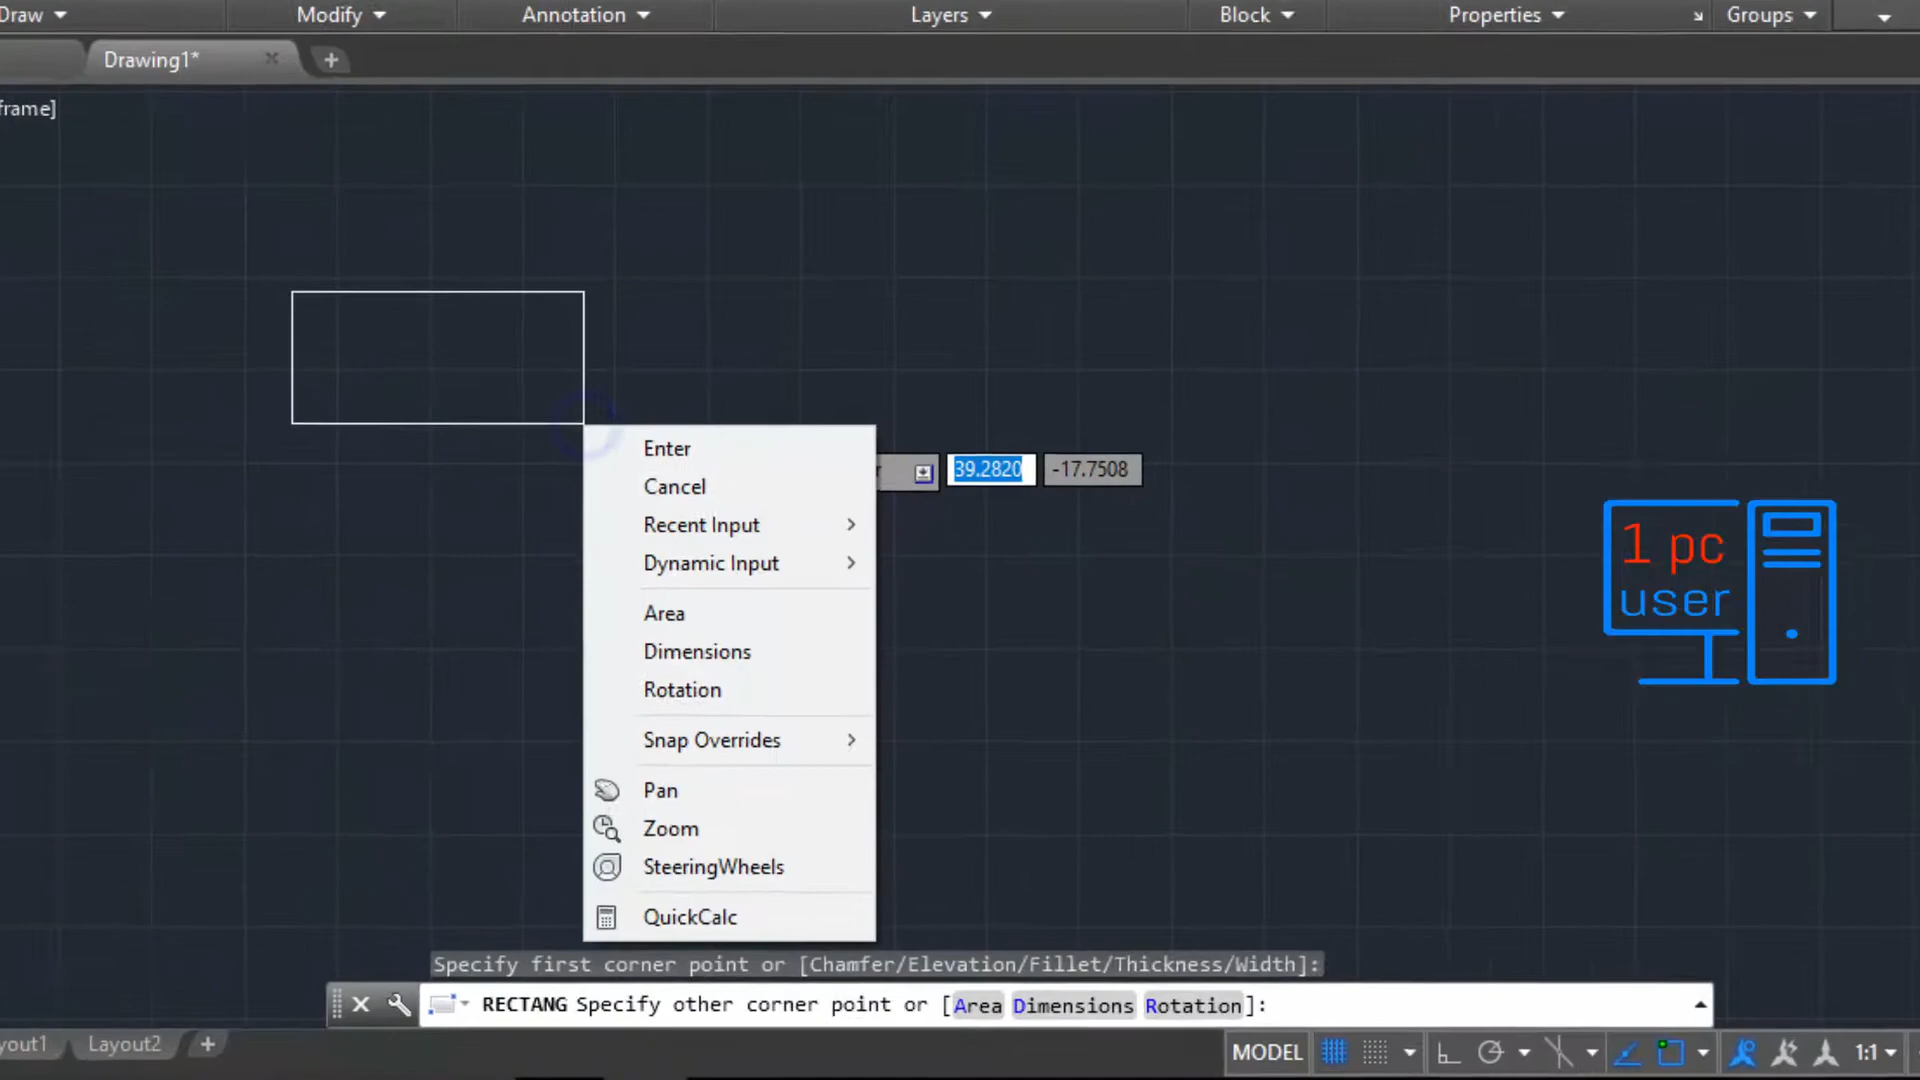 Draw Modify Annotation Layers Block Properties Groups
Drawing1*
frame]
Enter
Cancel
r 39.2820 -17.7508
Recent Input
Dynamic Input
1 pc
user
Area
Dimensions
Rotation
Snap Overrides
Pan
Zoom
SteeringWheels
QuickCalc
Specify first corner point or [Chamfer/Elevation/Fillet/Thickness/Width]:
RECTANG Specify other corner point or [Area Dimensions Rotation]:
yout1 Layout2
MODEL 1:1